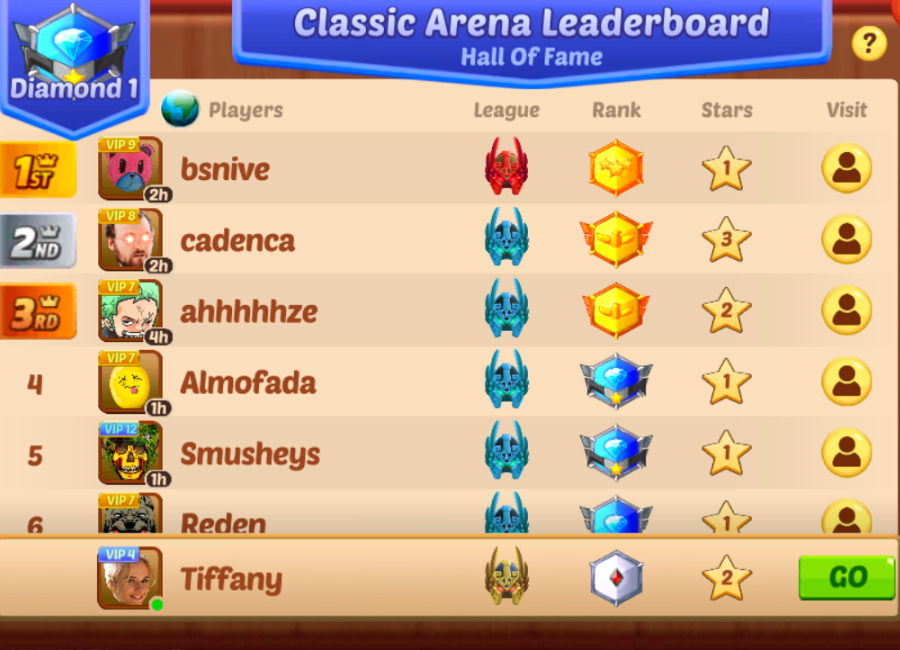 Classic Arena Leaderboard
Hall Of Fame
?
Diamond 1
Players League Rank Stars Visit
1ST VIP 9 2h bsnive 1
2ND VIP 8 2h cadenca 3
3RD VIP 7 4h ahhhhhze 2
4 VIP 7 1h Almofada 1
5 VIP 12 1h Smusheys 1
6 VIP 7 Reden 1
VIP 4 Tiffany 2 GO